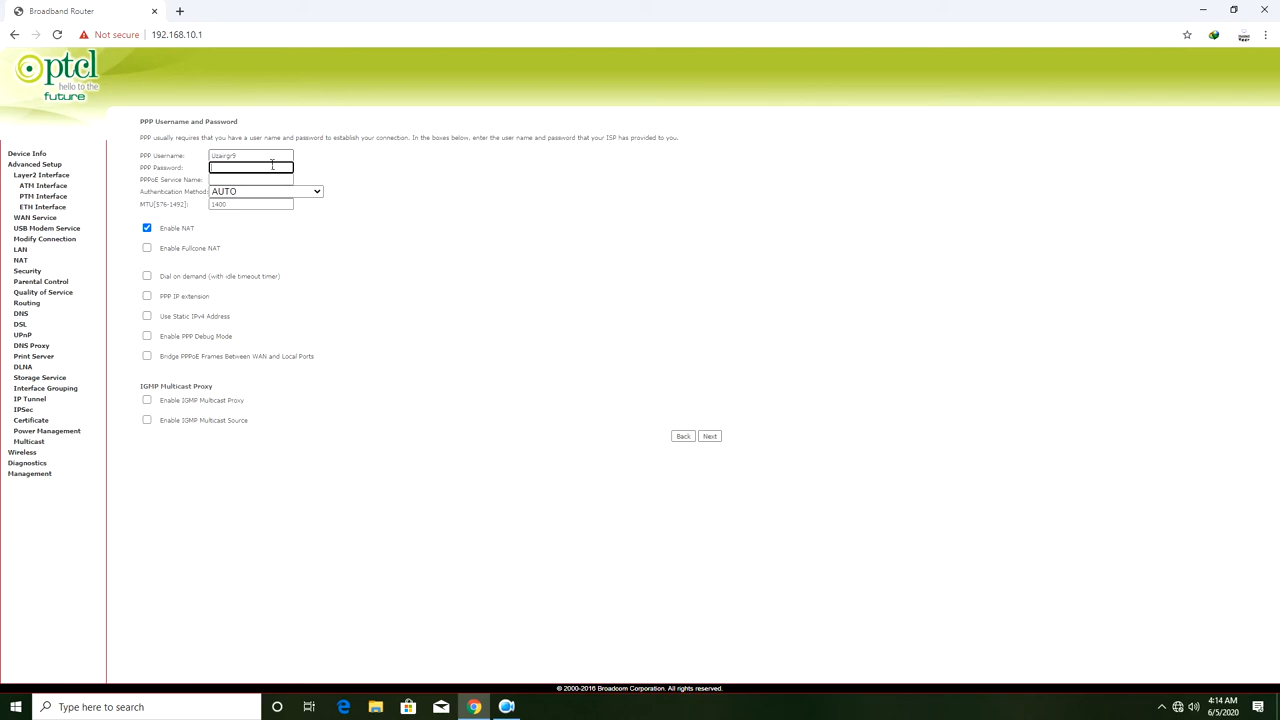 Broadband Router
Not secure 192.168.10.1
ptcl
hello to the
future
PPP Username and Password
PPP usually requires that you have a user name and password to establish your connection. In the boxes below, enter the user name and password that your ISP has provided to you.
PPP Username: Uzairgr9
PPP Password:
PPPoE Service Name:
Authentication Method: AUTO
MTU[576-1492]: 1400
Enable NAT
Enable Fullcone NAT
Dial on demand (with idle timeout timer)
PPP IP extension
Use Static IPv4 Address
Enable PPP Debug Mode
Bridge PPPoE Frames Between WAN and Local Ports
IGMP Multicast Proxy
Enable IGMP Multicast Proxy
Enable IGMP Multicast Source
Back Next
Device Info
Advanced Setup
Layer2 Interface
ATM Interface
PTM Interface
ETH Interface
WAN Service
USB Modem Service
Modify Connection
LAN
NAT
Security
Parental Control
Quality of Service
Routing
DNS
DSL
UPnP
DNS Proxy
Print Server
DLNA
Storage Service
Interface Grouping
IP Tunnel
IPSec
Certificate
Power Management
Multicast
Wireless
Diagnostics
Management
© 2000-2016 Broadcom Corporation. All rights reserved.
Type here to search
4:14 AM
6/5/2020